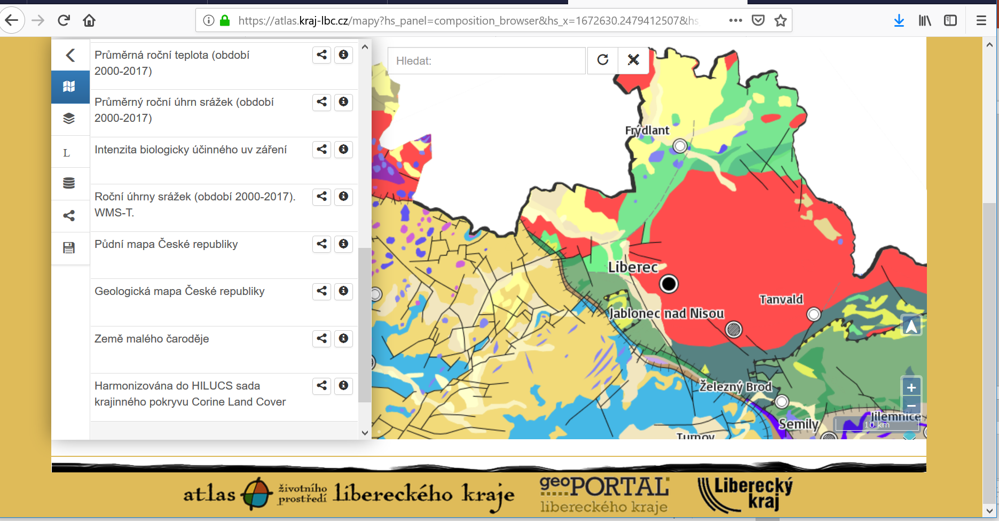 https://atlas.kraj-lbc.cz/mapy?hs_panel=composition_browser&hs_x=1672630.2479412507&hs
Průměrná roční teplota (období
2000-2017)
Průměrný roční úhrn srážek (období
2000-2017)
Intenzita biologicky účinného uv záření
L
Roční úhrny srážek (období 2000-2017).
WMS-T.
Půdní mapa České republiky
Geologická mapa České republiky
Země malého čaroděje
Harmonizována do HILUCS sada
krajinného pokryvu Corine Land Cover
Hledat:
Frýdlant
Liberec
Tanvald
Jablonec nad Nisou
Železný Brod
Jilemnice
Semily
10 km
Turnov
+
−
atlas životního prostředí libereckého kraje
geoPORTAL
libereckého kraje
Liberecký
kraj